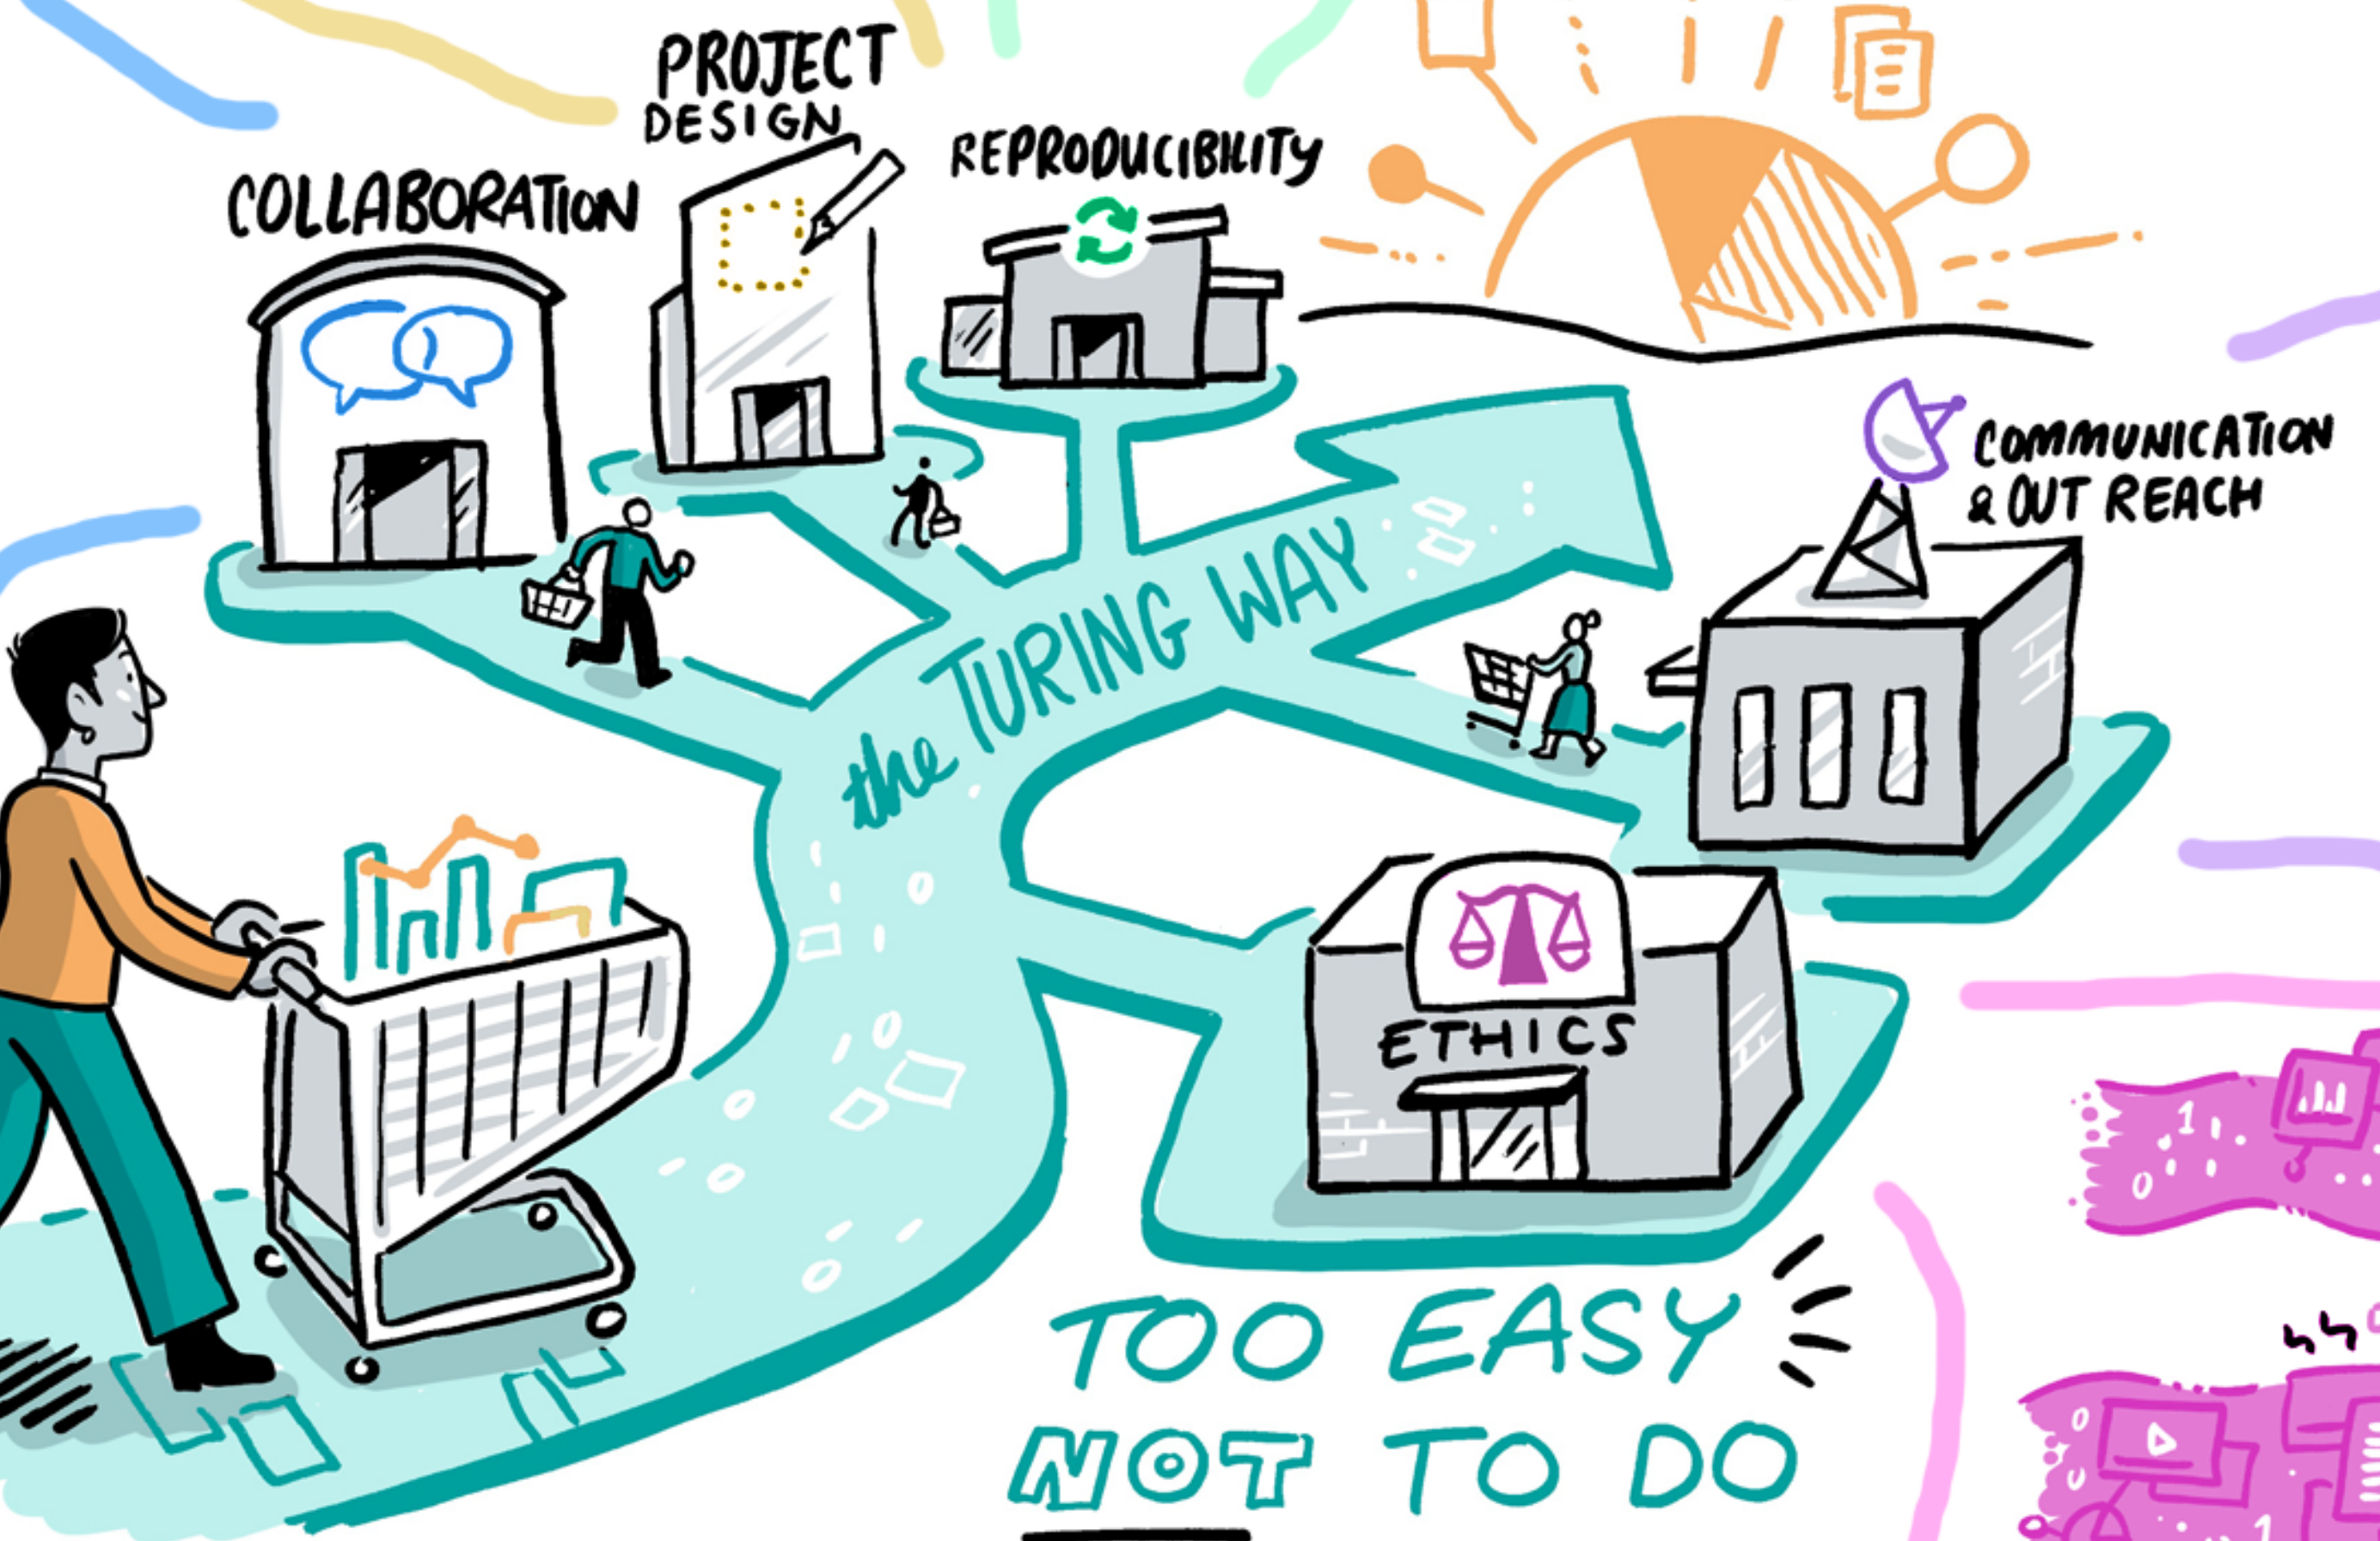 PROJECT
DESIGN
COLLABORATION
REPRODUCIBILITY
COMMUNICATION
& OUT REACH
the TURING WAY
ETHICS
TOO EASY
NOT TO DO